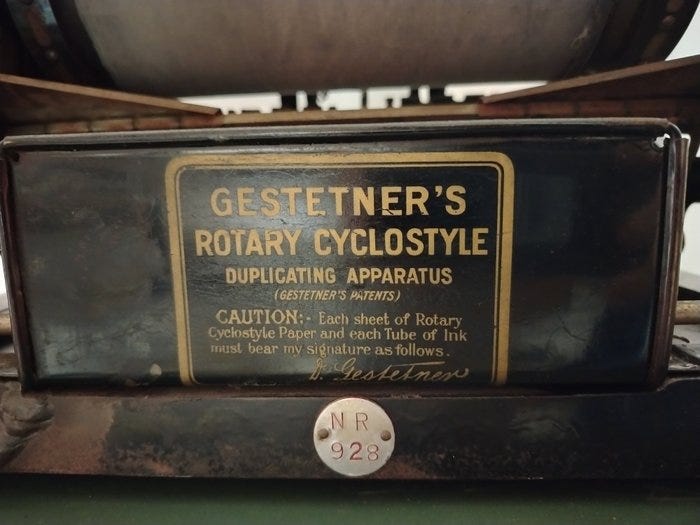 GESTETNER'S
ROTARY CYCLOSTYLE
DUPLICATING APPARATUS
(GESTETNER'S PATENTS)
CAUTION:- Each sheet of Rotary
Cyclostyle Paper and each Tube of Ink
must bear my signature as follows.
D. Gestetner
NR
928